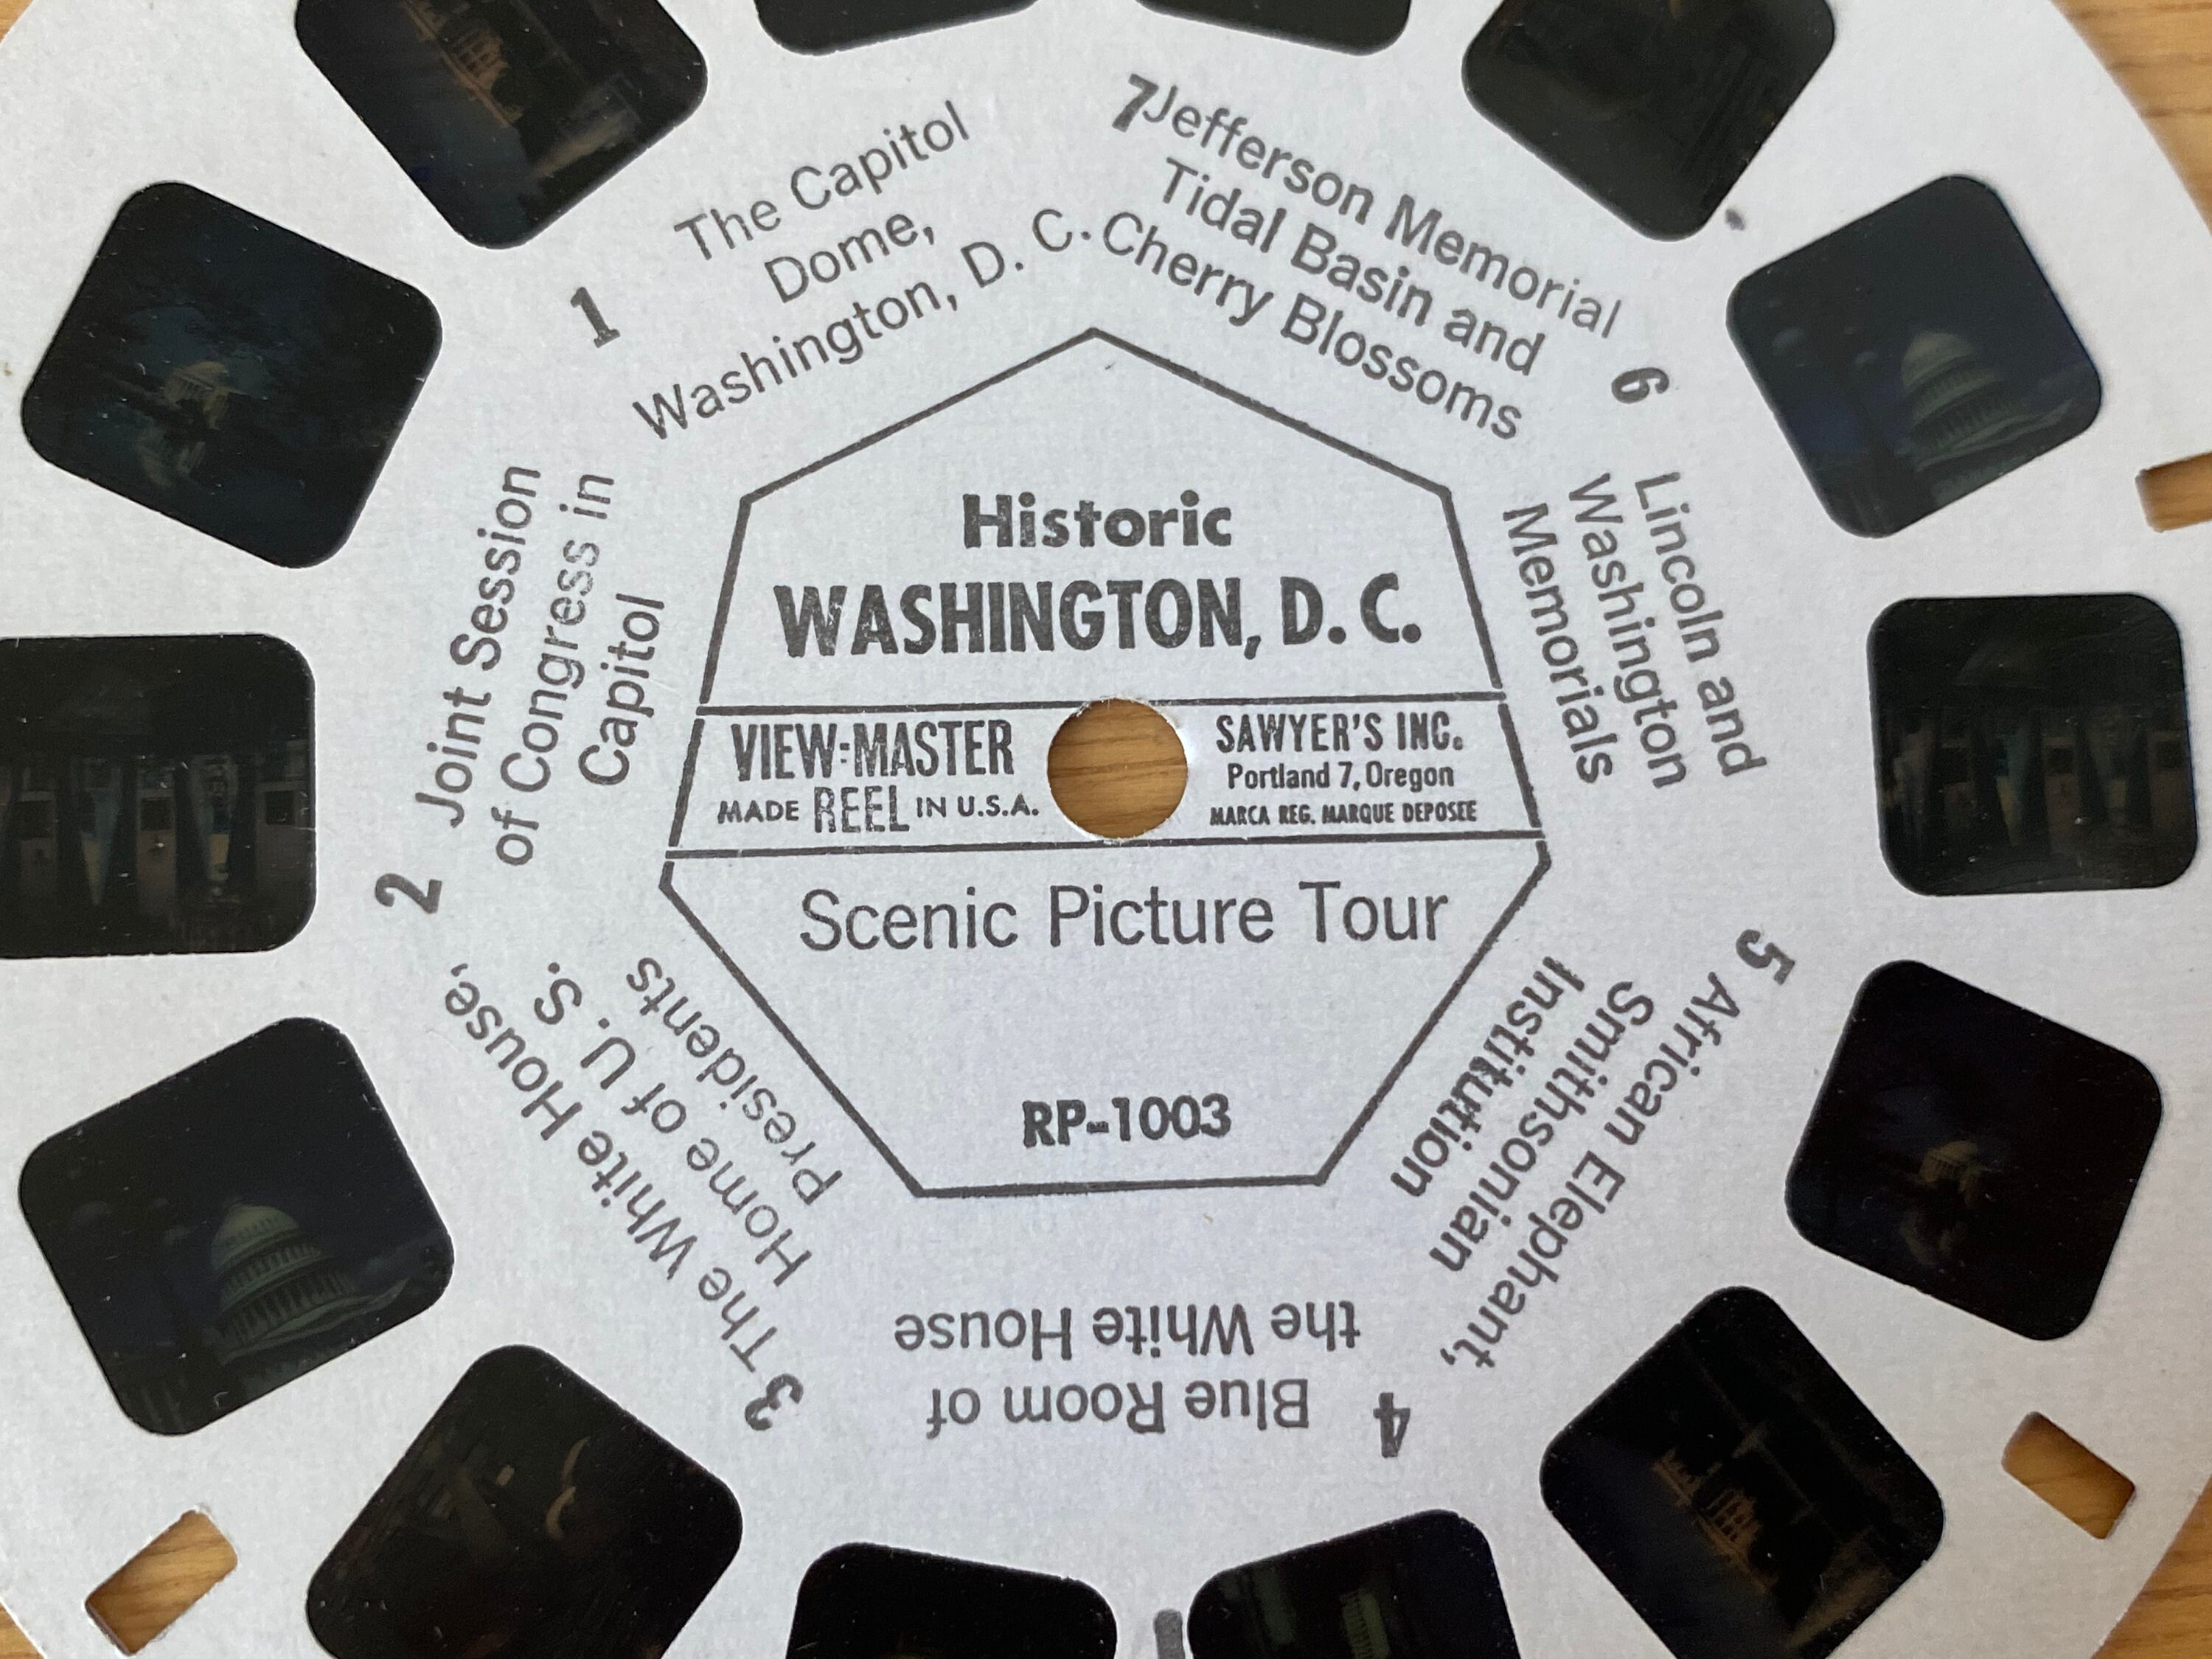 Historic
WASHINGTON, D. C.
VIEW-MASTER
MADE REEL IN U.S.A.
SAWYER'S INC.
Portland 7, Oregon
MARCA REG. MARQUE DEPOSEE
Scenic Picture Tour
RP-1003
1
The Capitol
Dome,
Washington, D. C.
2
Joint Session
of Congress in
Capitol
3 The White House,
Home of U. S.
Presidents
4
Blue Room of
the White House
5 African Elephant,
Smithsonian
Institution
6
Lincoln and
Washington
Memorials
7 Jefferson Memorial
Tidal Basin and
Cherry Blossoms